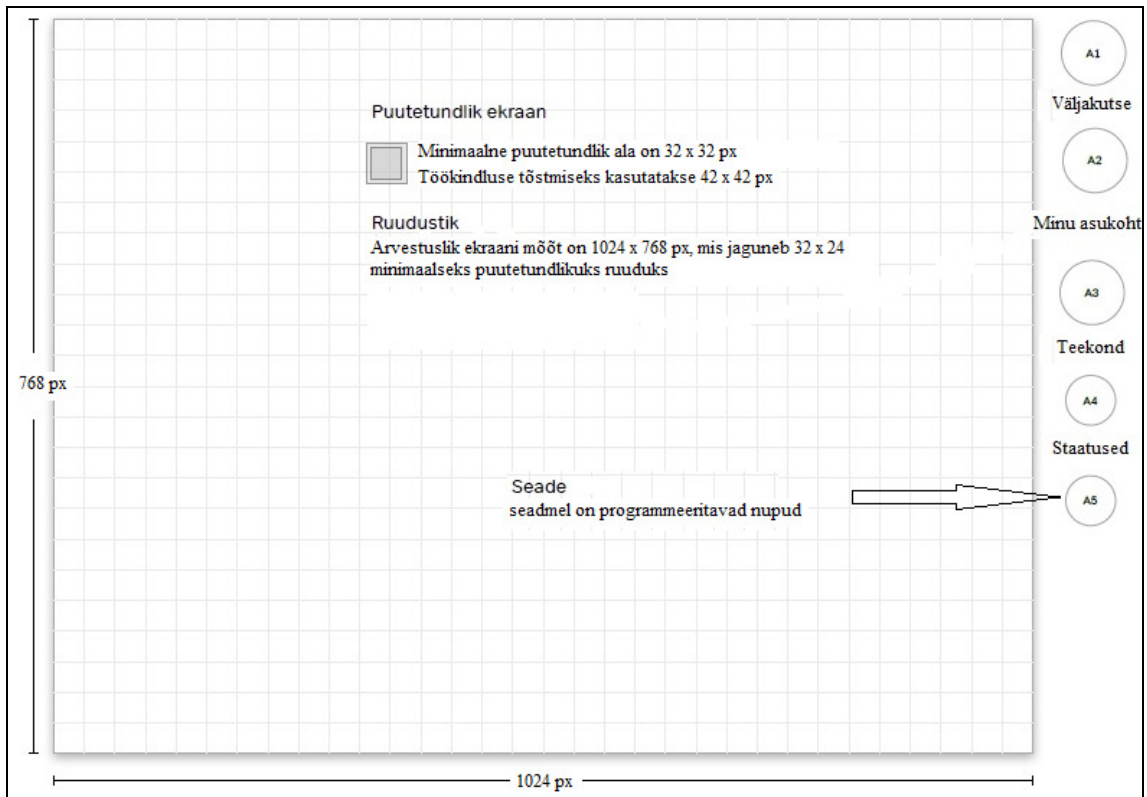 A1
Väljakutse
Puutetundlik ekraan
Minimaalne puutetundlik ala on 32 x 32 px
Töökindluse tõstmiseks kasutatakse 42 x 42 px
A2
Ruudustik
Minu asukoht
Arvestuslik ekraani mõõt on 1024 x 768 px, mis jaguneb 32 x 24
minimaalseks puutetundlikuks ruuduks
A3
Teekond
768 px
A4
Staatused
Seade
seadmel on programmeeritavad nupud
A5
1024 px